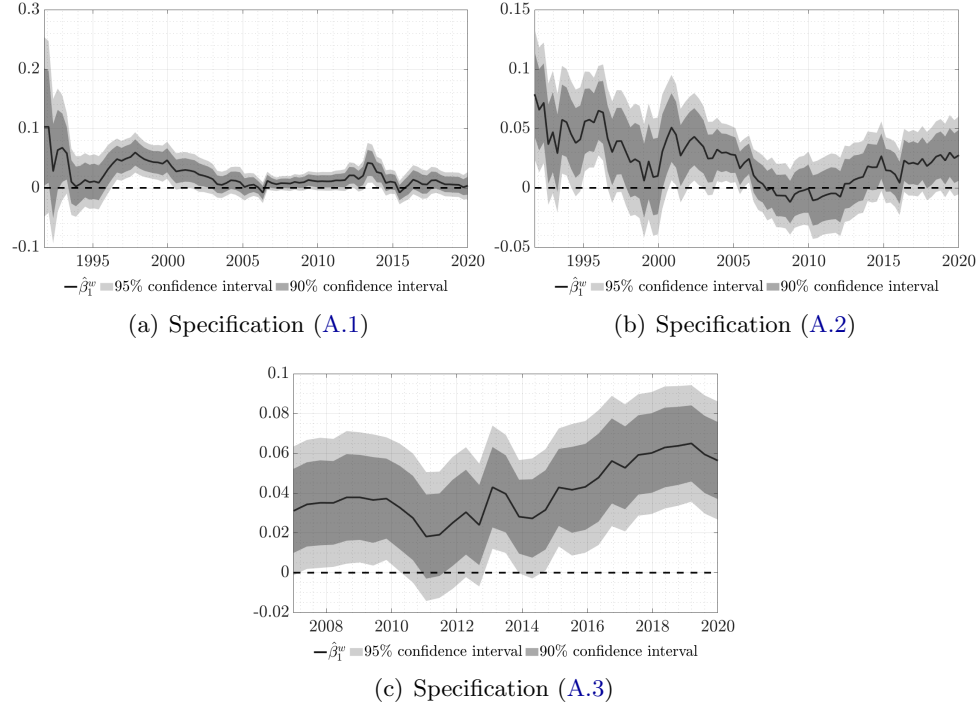 0.3
0.2
0.1
0
-0.1
1995 2000 2005 2010 2015 2020
β̂₁ʷ 95% confidence interval 90% confidence interval
(a) Specification (A.1)
0.15
0.1
0.05
0
-0.05
1995 2000 2005 2010 2015 2020
β̂₁ʷ 95% confidence interval 90% confidence interval
(b) Specification (A.2)
0.1
0.08
0.06
0.04
0.02
0
-0.02
2008 2010 2012 2014 2016 2018 2020
β̂₁ʷ 95% confidence interval 90% confidence interval
(c) Specification (A.3)